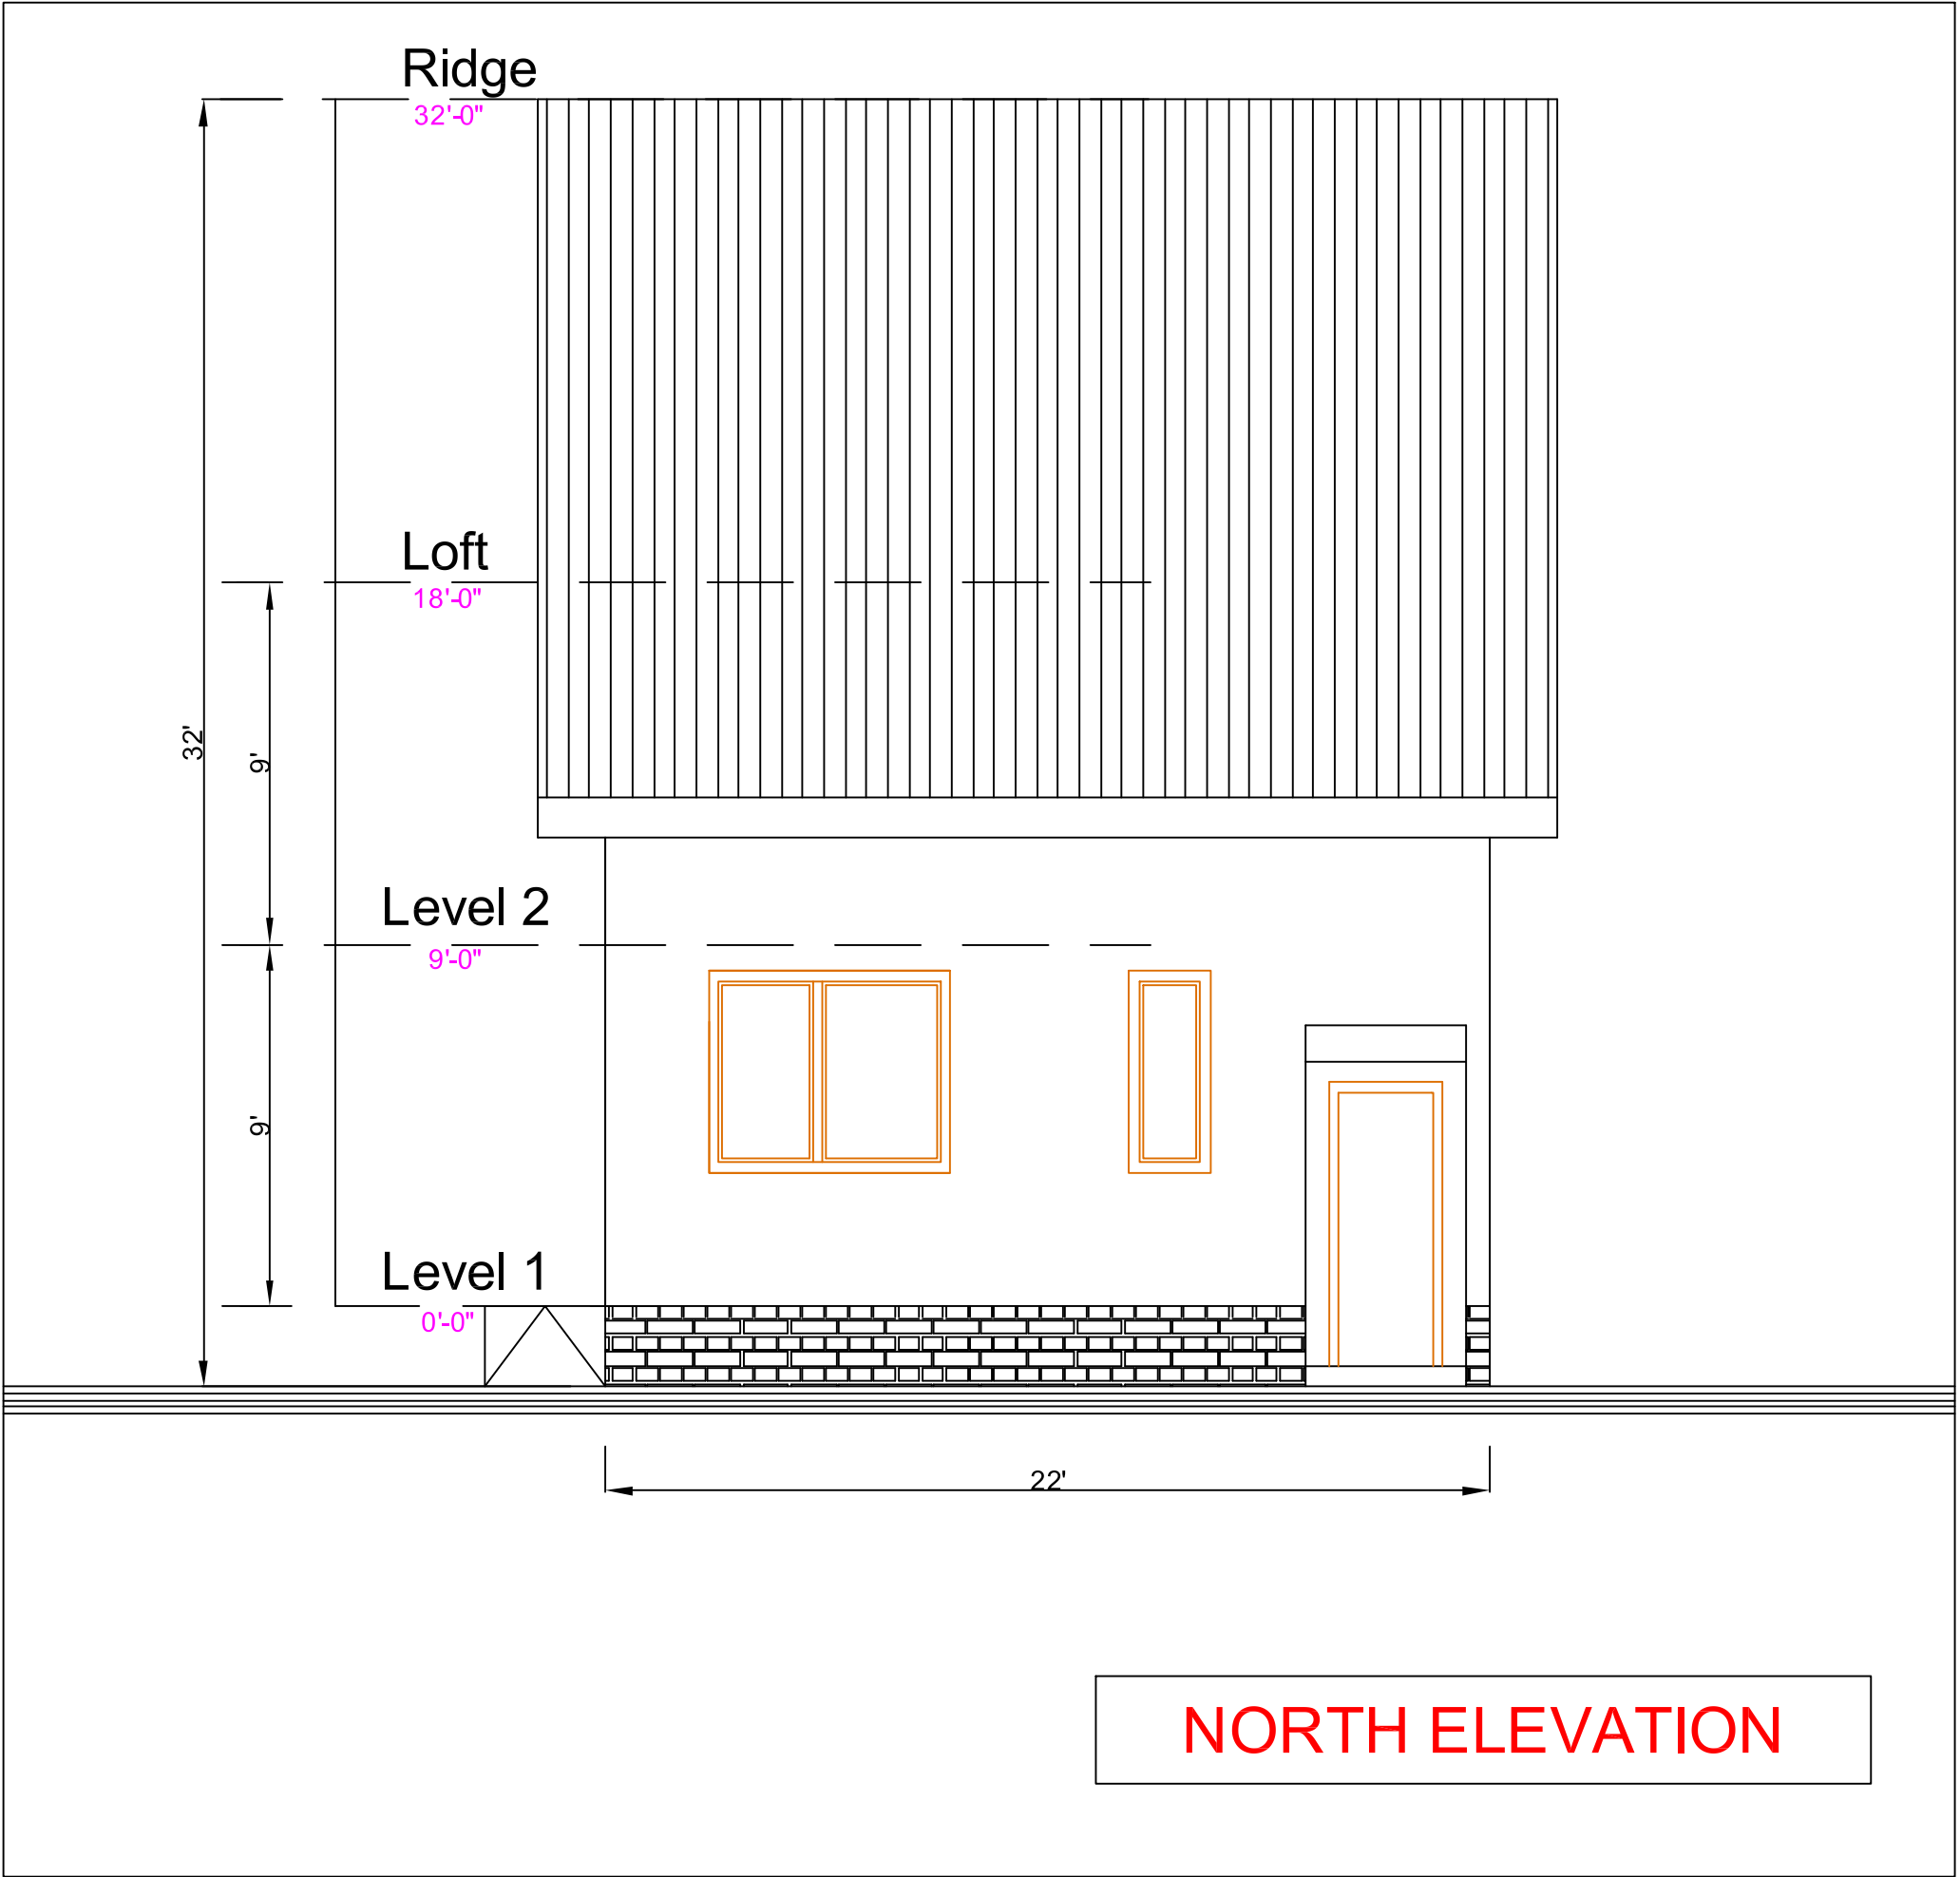 Ridge
32'-0"
Loft
18'-0"
32'
9'
Level 2
9'-0"
9'
Level 1
0'-0"
22'
NORTH ELEVATION